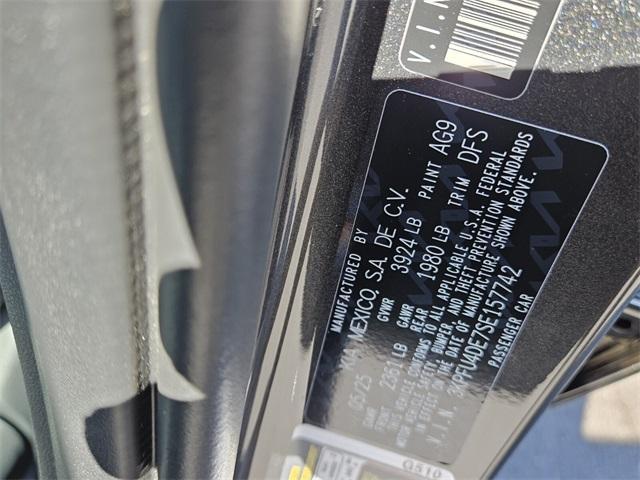 V.I.N
MANUFACTURED BY
KIA MEXICO, S.A. DE C.V.
05/25 GVWR 3924 LB PAINT AG9
GAWR FRONT 2361 LB GAWR REAR 1980 LB TRIM DFS
MOTOR VEHICLE CONFORMS TO ALL APPLICABLE U.S.A. FEDERAL
MOTOR VEHICLE SAFETY BUMPER AND THEFT PREVENTION STANDARDS
IN EFFECT ON THE DATE OF MANUFACTURE SHOWN ABOVE.
V.I.N. 3KPFU4DE7SE157742
PASSENGER CAR
G510